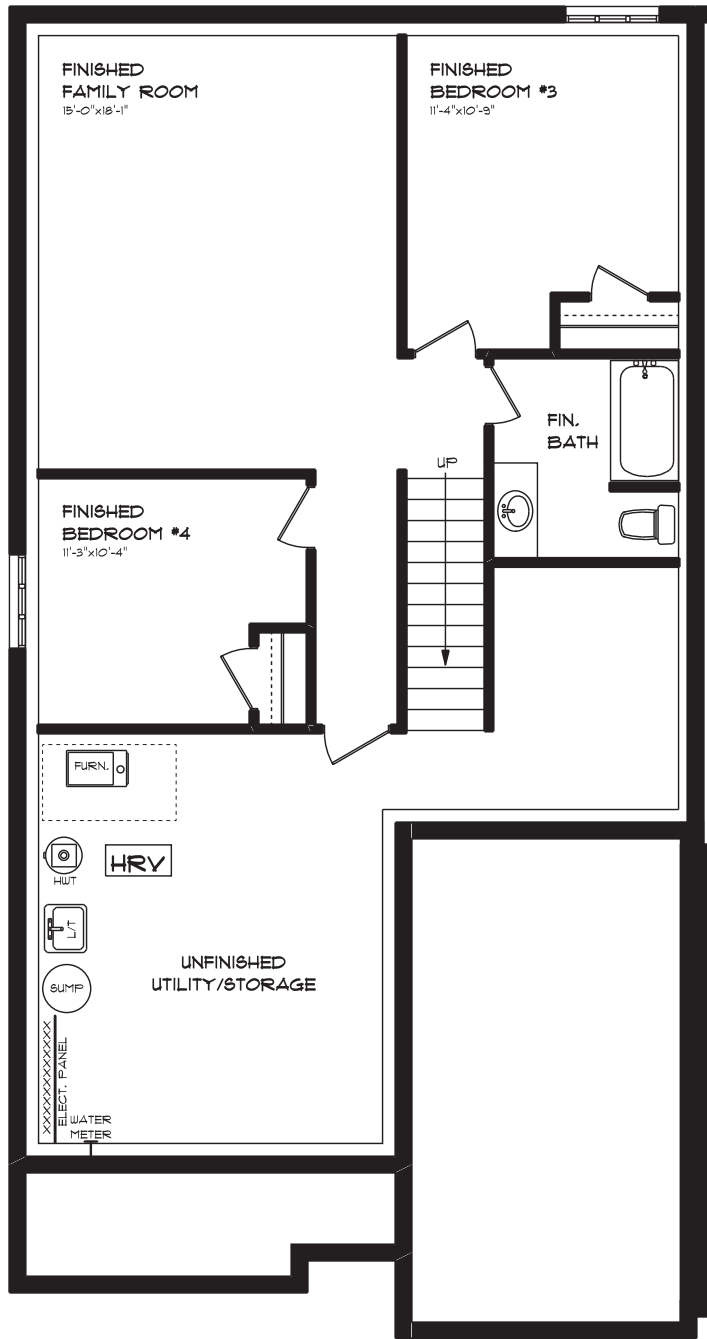 FINISHED
FAMILY ROOM
15'-0"x18'-1"
FINISHED
BEDROOM #3
11'-4"x10'-9"
FIN.
BATH
UP
FINISHED
BEDROOM #4
11'-3"x10'-4"
FURN.
HWT
HRV
L/T
SUMP
UNFINISHED
UTILITY/STORAGE
XXXXXXXXXXXXX
ELECT. PANEL
WATER
METER